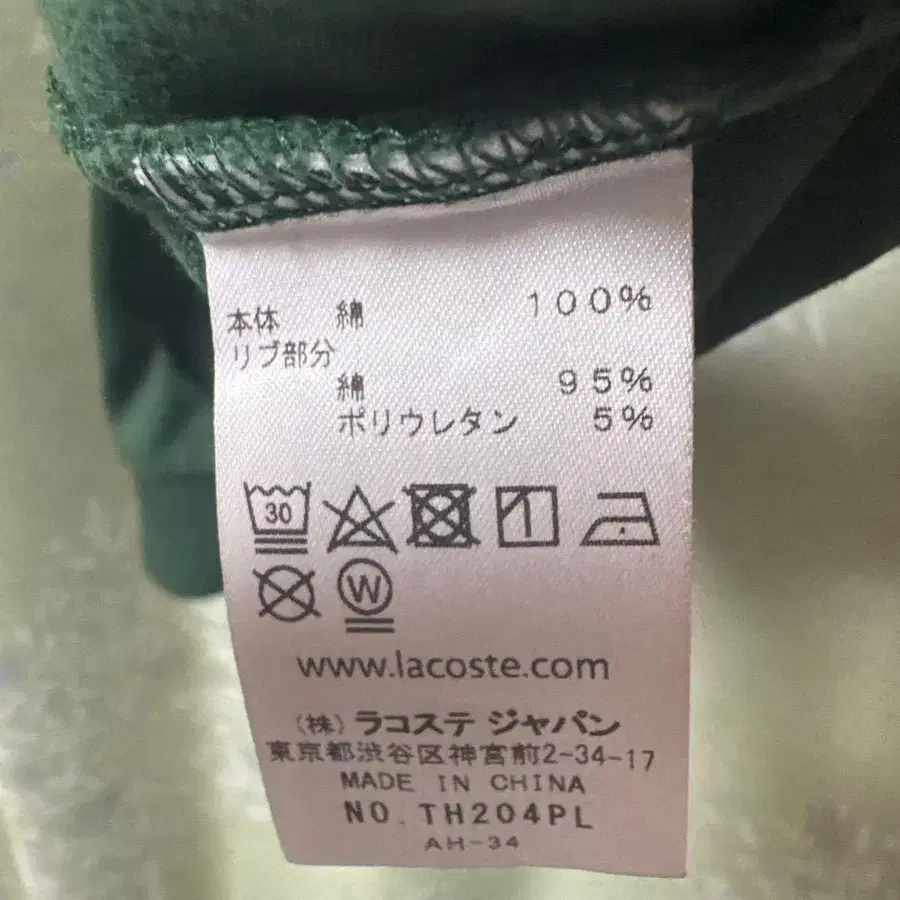 本体 綿 100%
リブ部分
綿 95%
ポリウレタン 5%
30
W
www.lacoste.com
(株) ラコステ ジャパン
東京都渋谷区神宮前2-34-17
MADE IN CHINA
NO. TH204PL
AH-34